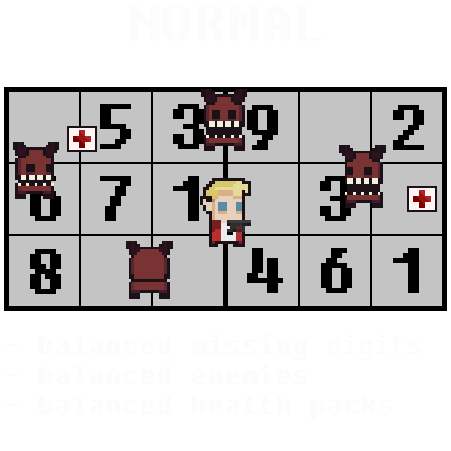 NORMAL
5 3 9 2
7 1 3
8 4 6 1
- balanced missing digits
- balanced enemies
- balanced health packs